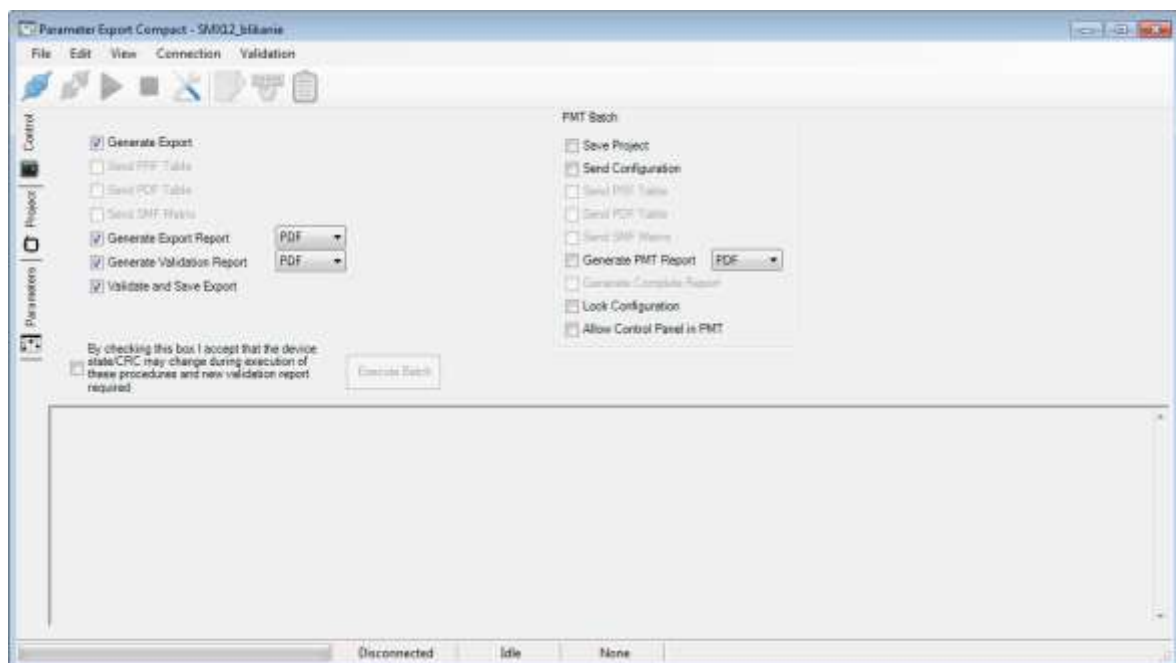 Parameter Export Compact - SMX12_blikanie
File Edit View Connection Validation
Control
Project
Parameters
Generate Export
Send PRF Table
Send PDF Table
Send SMF Matrix
Generate Export Report PDF
Generate Validation Report PDF
Validate and Save Export
By checking this box I accept that the device
state/CRC may change during execution of
these procedures and new validation report
required
Execute Batch
PMT Batch
Save Project
Send Configuration
Send PRF Table
Send PDF Table
Send SMF Matrix
Generate PMT Report PDF
Generate Complete Report
Lock Configuration
Allow Control Panel in PMT
Disconnected Idle None